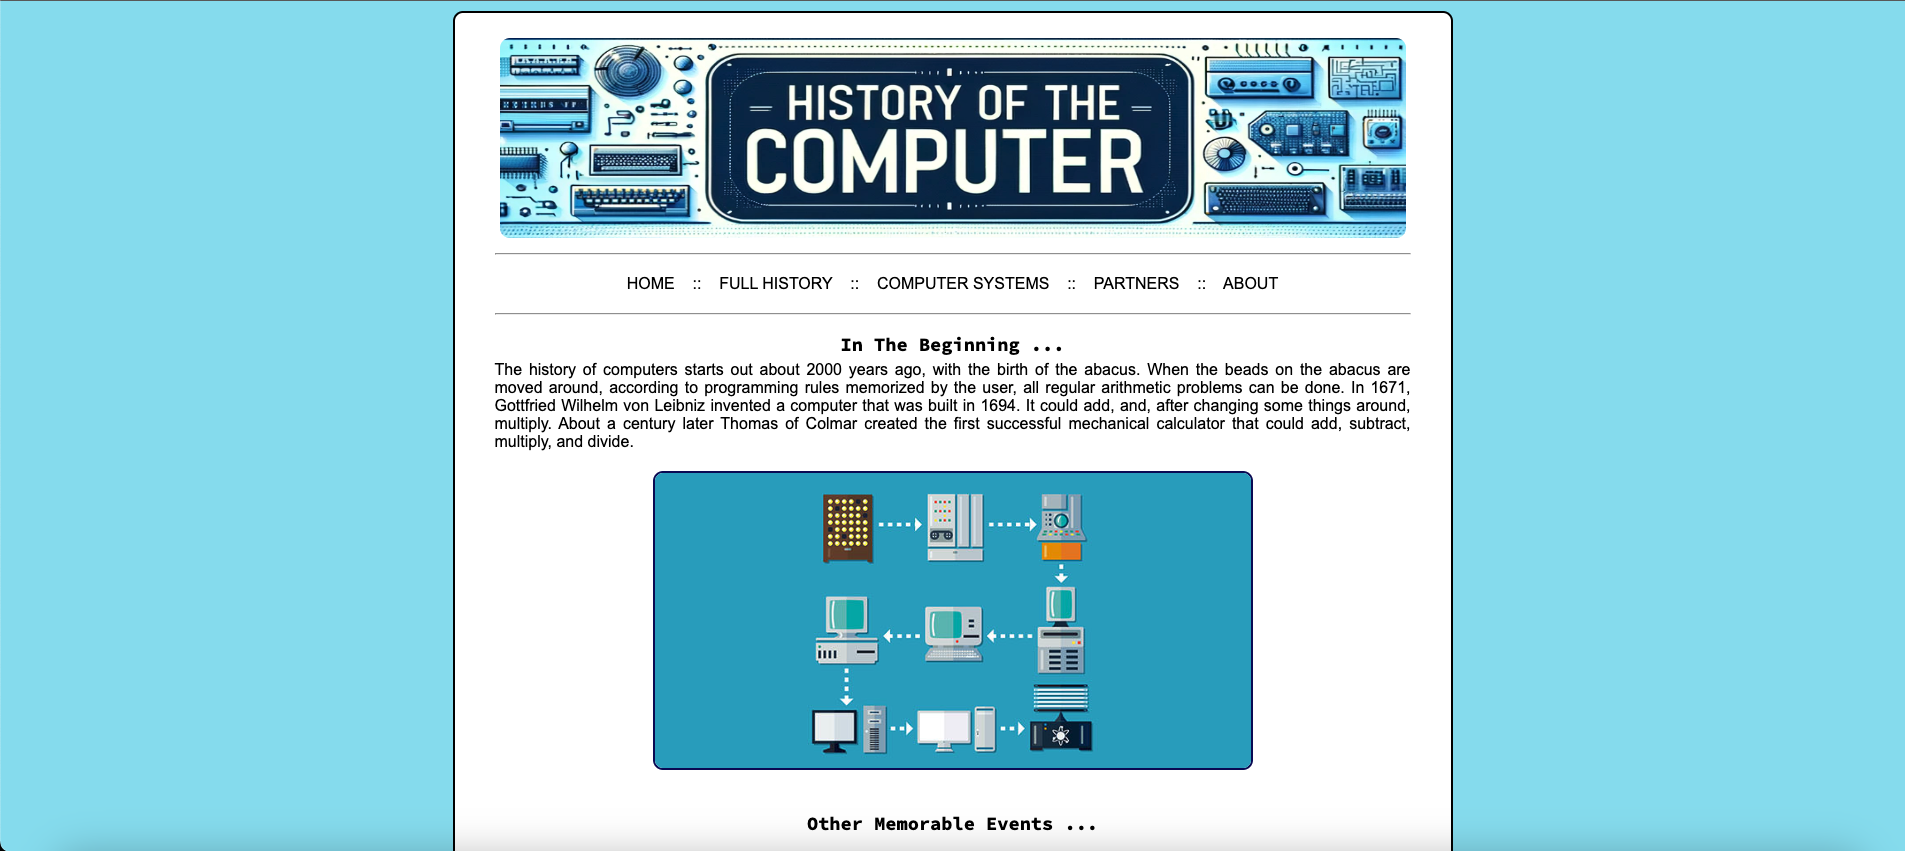 HISTORY OF THE
COMPUTER
HOME :: FULL HISTORY :: COMPUTER SYSTEMS :: PARTNERS :: ABOUT
In The Beginning ...
The history of computers starts out about 2000 years ago, with the birth of the abacus. When the beads on the abacus are
moved around, according to programming rules memorized by the user, all regular arithmetic problems can be done. In 1671,
Gottfried Wilhelm von Leibniz invented a computer that was built in 1694. It could add, and, after changing some things around,
multiply. About a century later Thomas of Colmar created the first successful mechanical calculator that could add, subtract,
multiply, and divide.
Other Memorable Events ...